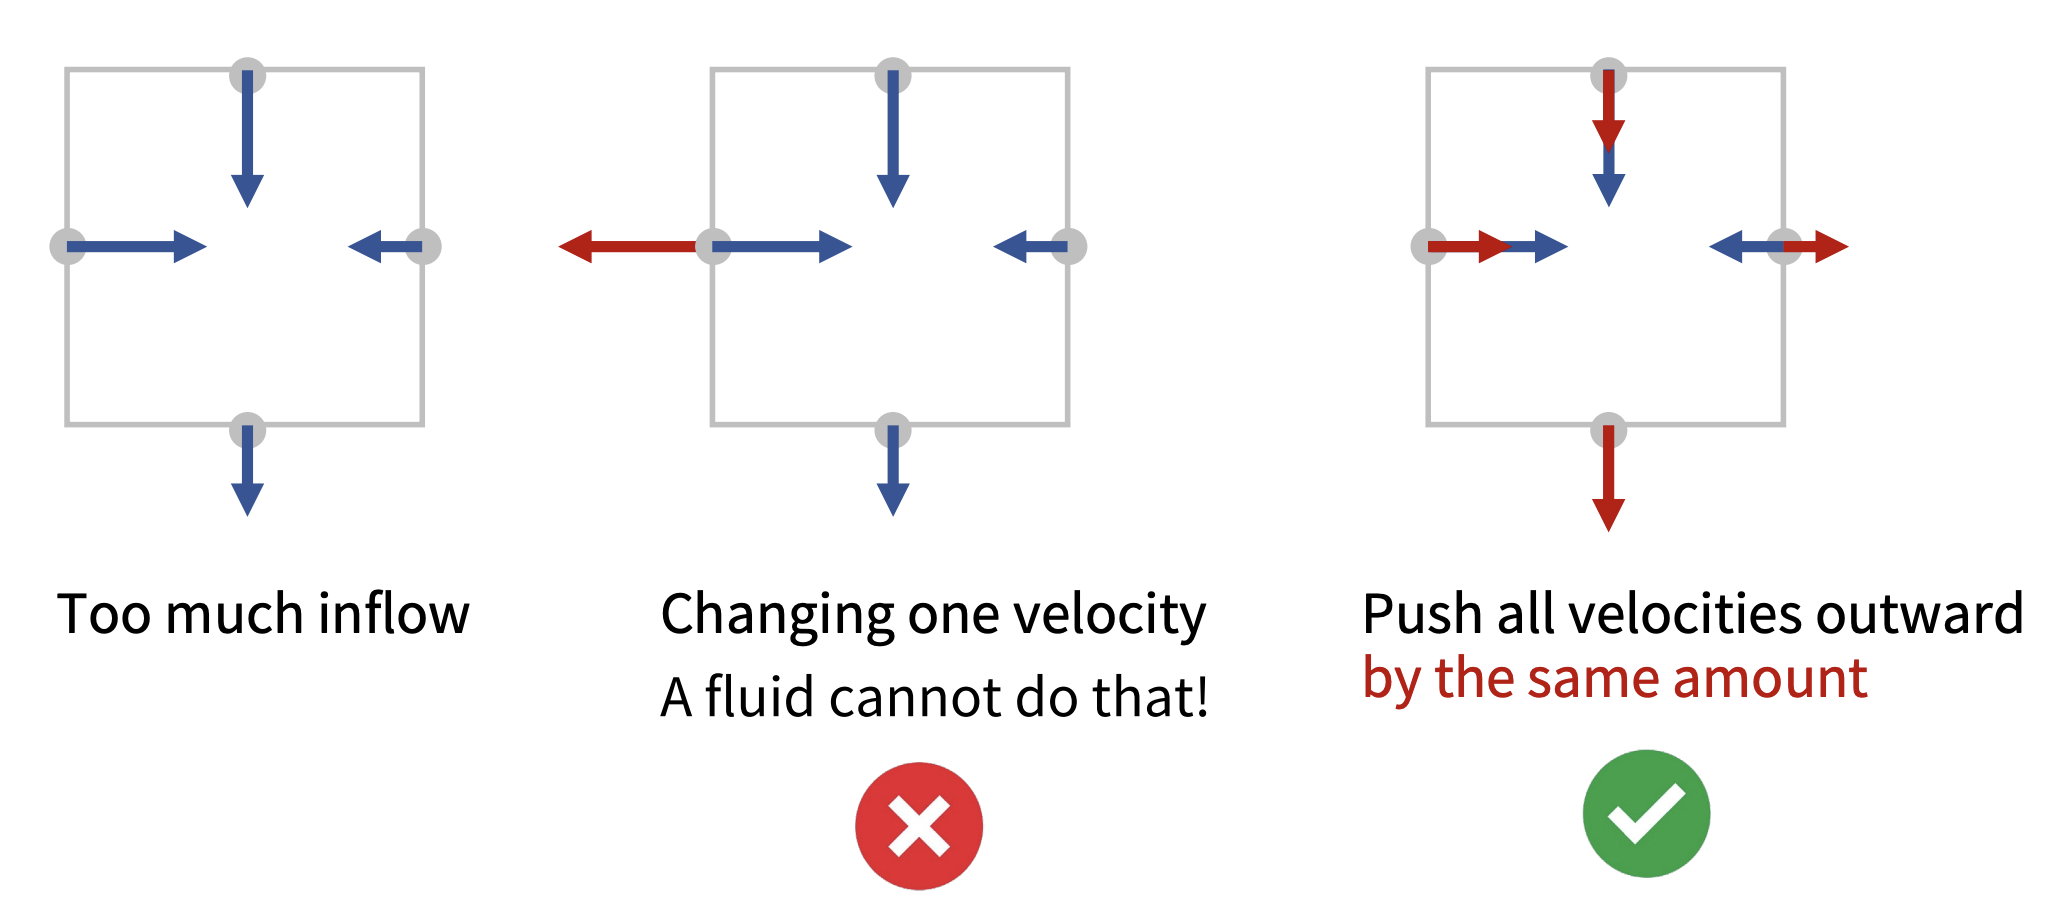 Too much inflow
Changing one velocity
A fluid cannot do that!
Push all velocities outward
by the same amount